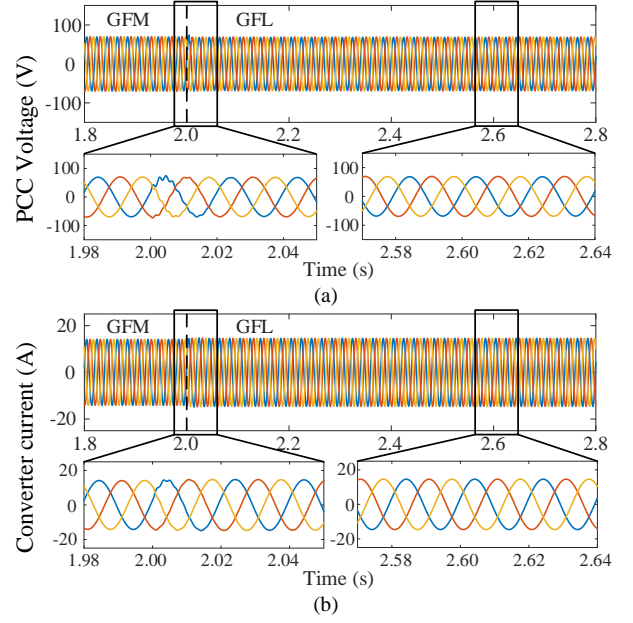 GFM GFL
100
0
-100
1.8 2.0 2.2 2.4 2.6 2.8
PCC Voltage (V)
100
0
-100
1.98 2.00 2.02 2.04
100
0
-100
2.58 2.60 2.62 2.64
Time (s)
(a)
GFM GFL
20
0
-20
1.8 2.0 2.2 2.4 2.6 2.8
Converter current (A)
20
0
-20
1.98 2.00 2.02 2.04
20
0
-20
2.58 2.60 2.62 2.64
Time (s)
(b)